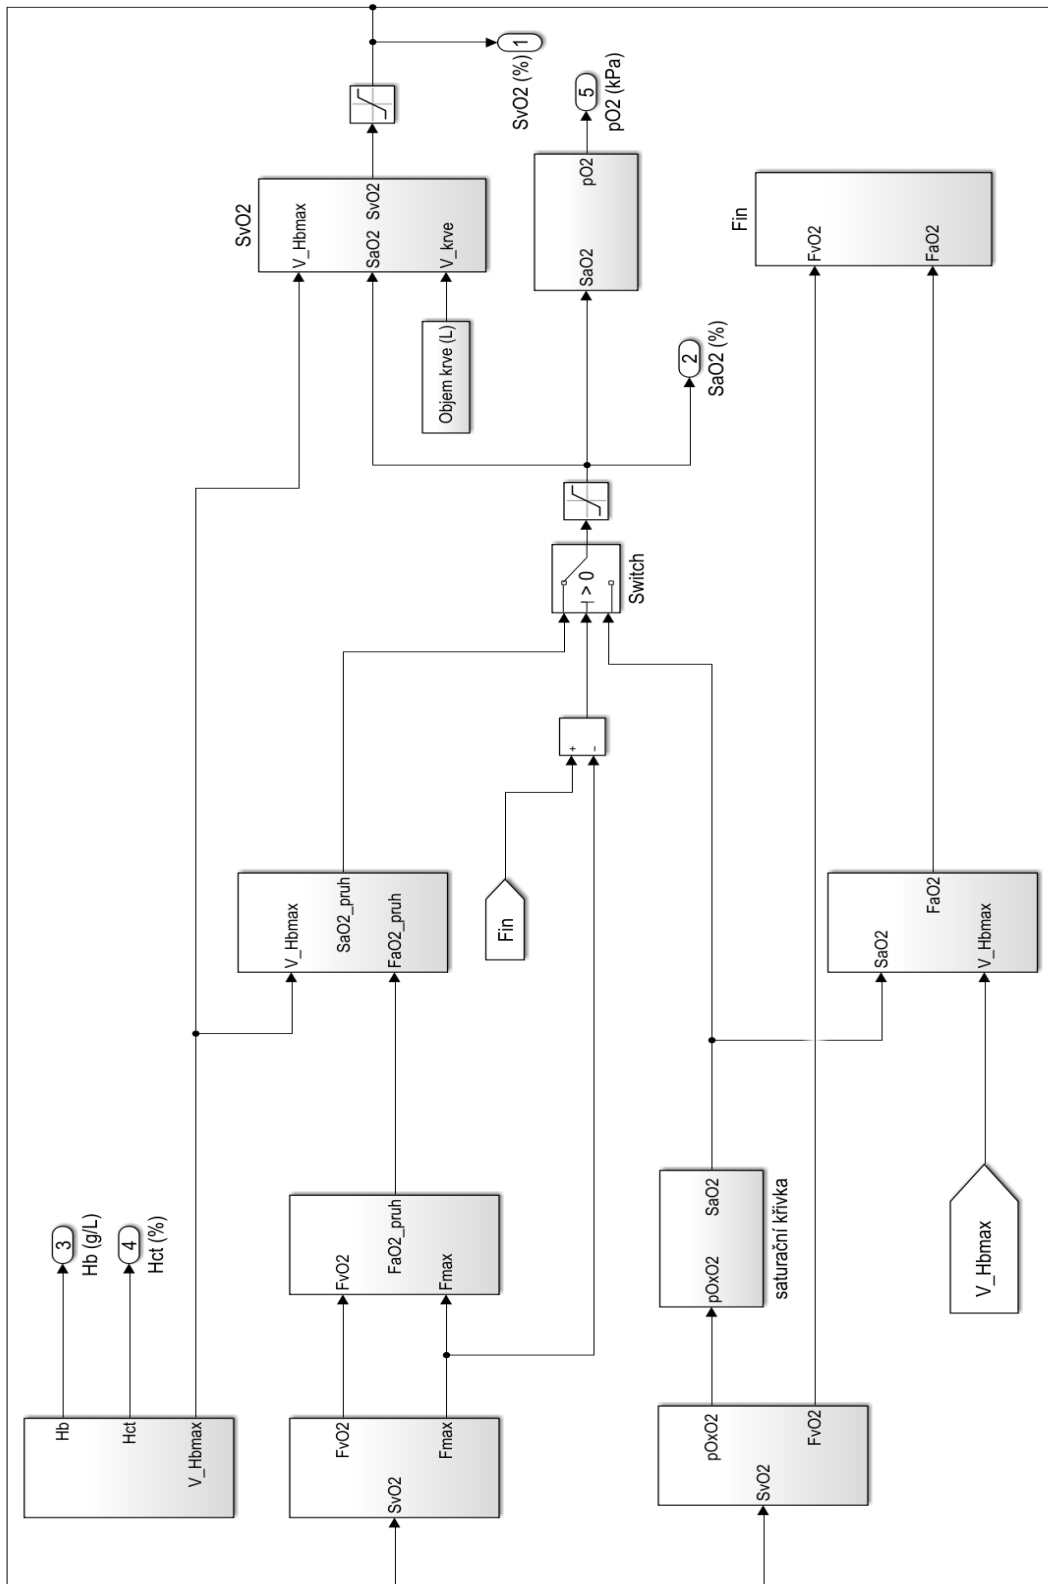 Hb
Hct
V_Hbmax
3
Hb (g/L)
4
Hct (%)
SvO2
FvO2
Fmax
FvO2
Fmax
FaO2_pruh
V_Hbmax
FaO2_pruh
SaO2_pruh
Fin
+
−
> 0
Switch
V_Hbmax
SaO2
V_krve
SvO2
SvO2
Objem krve (L)
1
SvO2 (%)
SaO2
pO2
5
pO2 (kPa)
2
SaO2 (%)
SvO2
pOxO2
FvO2
pOxO2
SaO2
saturační křivka
V_Hbmax
SaO2
V_Hbmax
FaO2
FvO2
FaO2
Fin